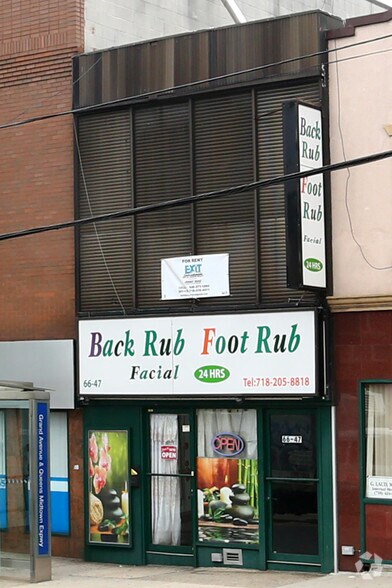 Back
Rub
Foot
Rub
Facial
24 HRS
FOR RENT
EXIT
Back Rub Foot Rub
Facial 24 HRS
66-47 Tel:718-205-8818
Grand Avenue & Queens Midtown Expwy
OPEN
OPEN
66-47